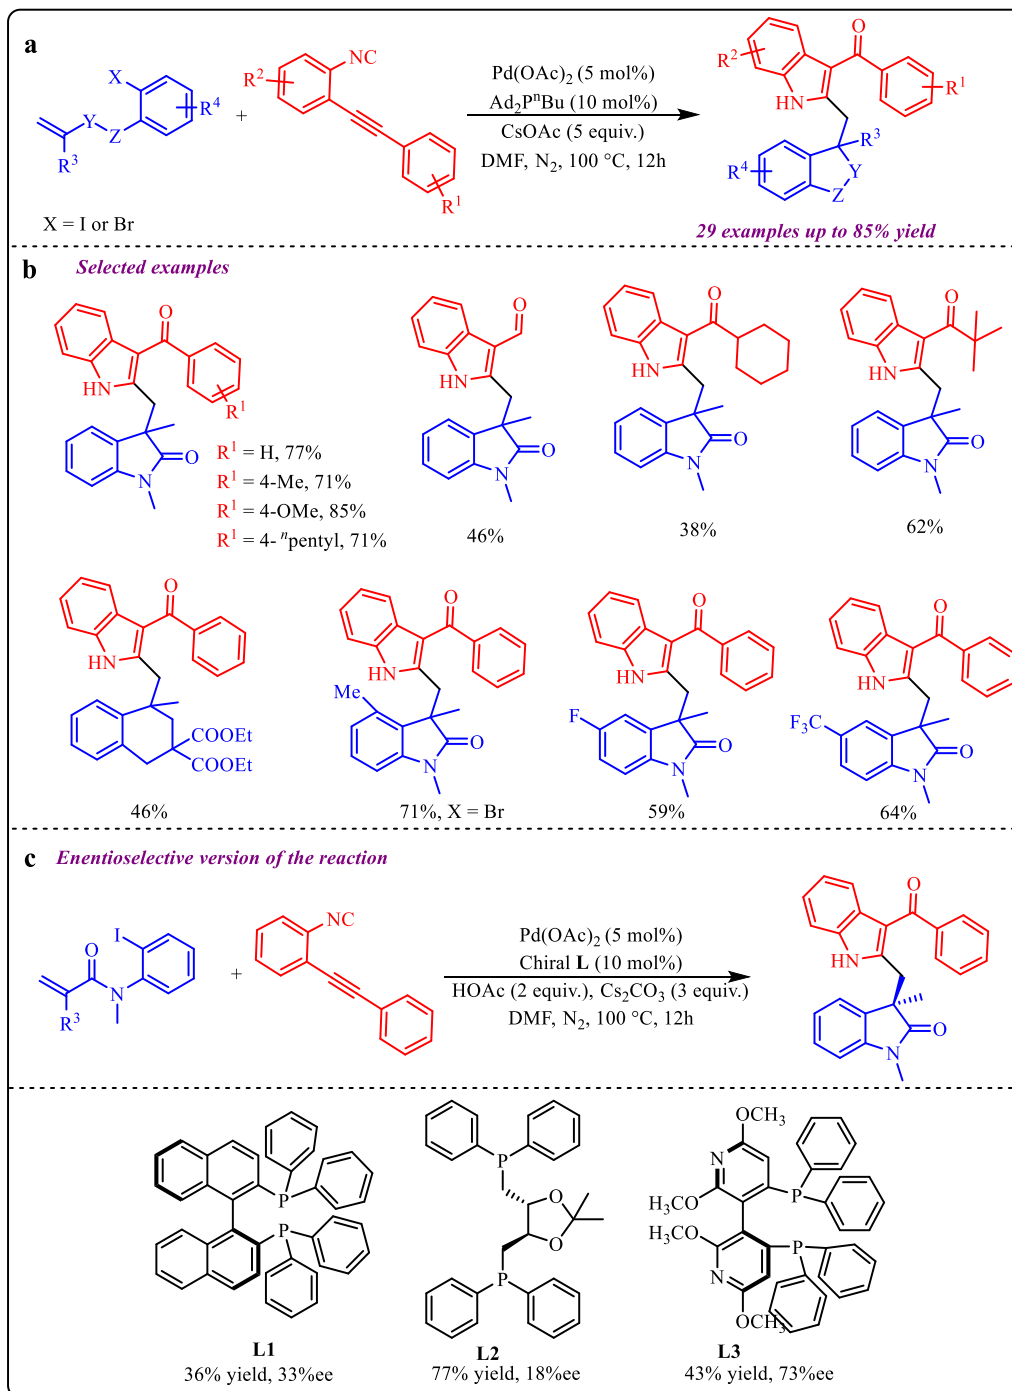 a
X
R4
Y
Z
R3
+
NC
R2
R1
Pd(OAc)2 (5 mol%)
Ad2PnBu (10 mol%)
CsOAc (5 equiv.)
DMF, N2, 100 °C, 12h
R2
O
R1
HN
R3
R4
Y
Z
X = I or Br
29 examples up to 85% yield
b Selected examples
O
HN
R1
O
N
R1 = H, 77%
R1 = 4-Me, 71%
R1 = 4-OMe, 85%
R1 = 4- npentyl, 71%
O
HN
O
N
46%
O
HN
O
N
38%
O
HN
O
N
62%
O
HN
COOEt
COOEt
46%
O
HN
Me
O
N
71%, X = Br
O
HN
F
O
N
59%
O
HN
F3C
O
N
64%
c Enentioselective version of the reaction
I
O
N
R3
+
NC
Pd(OAc)2 (5 mol%)
Chiral L (10 mol%)
HOAc (2 equiv.), Cs2CO3 (3 equiv.)
DMF, N2, 100 °C, 12h
O
HN
O
N
P
P
L1
36% yield, 33%ee
P
O
O
P
L2
77% yield, 18%ee
OCH3
N
P
H3CO
H3CO
P
N
OCH3
L3
43% yield, 73%ee